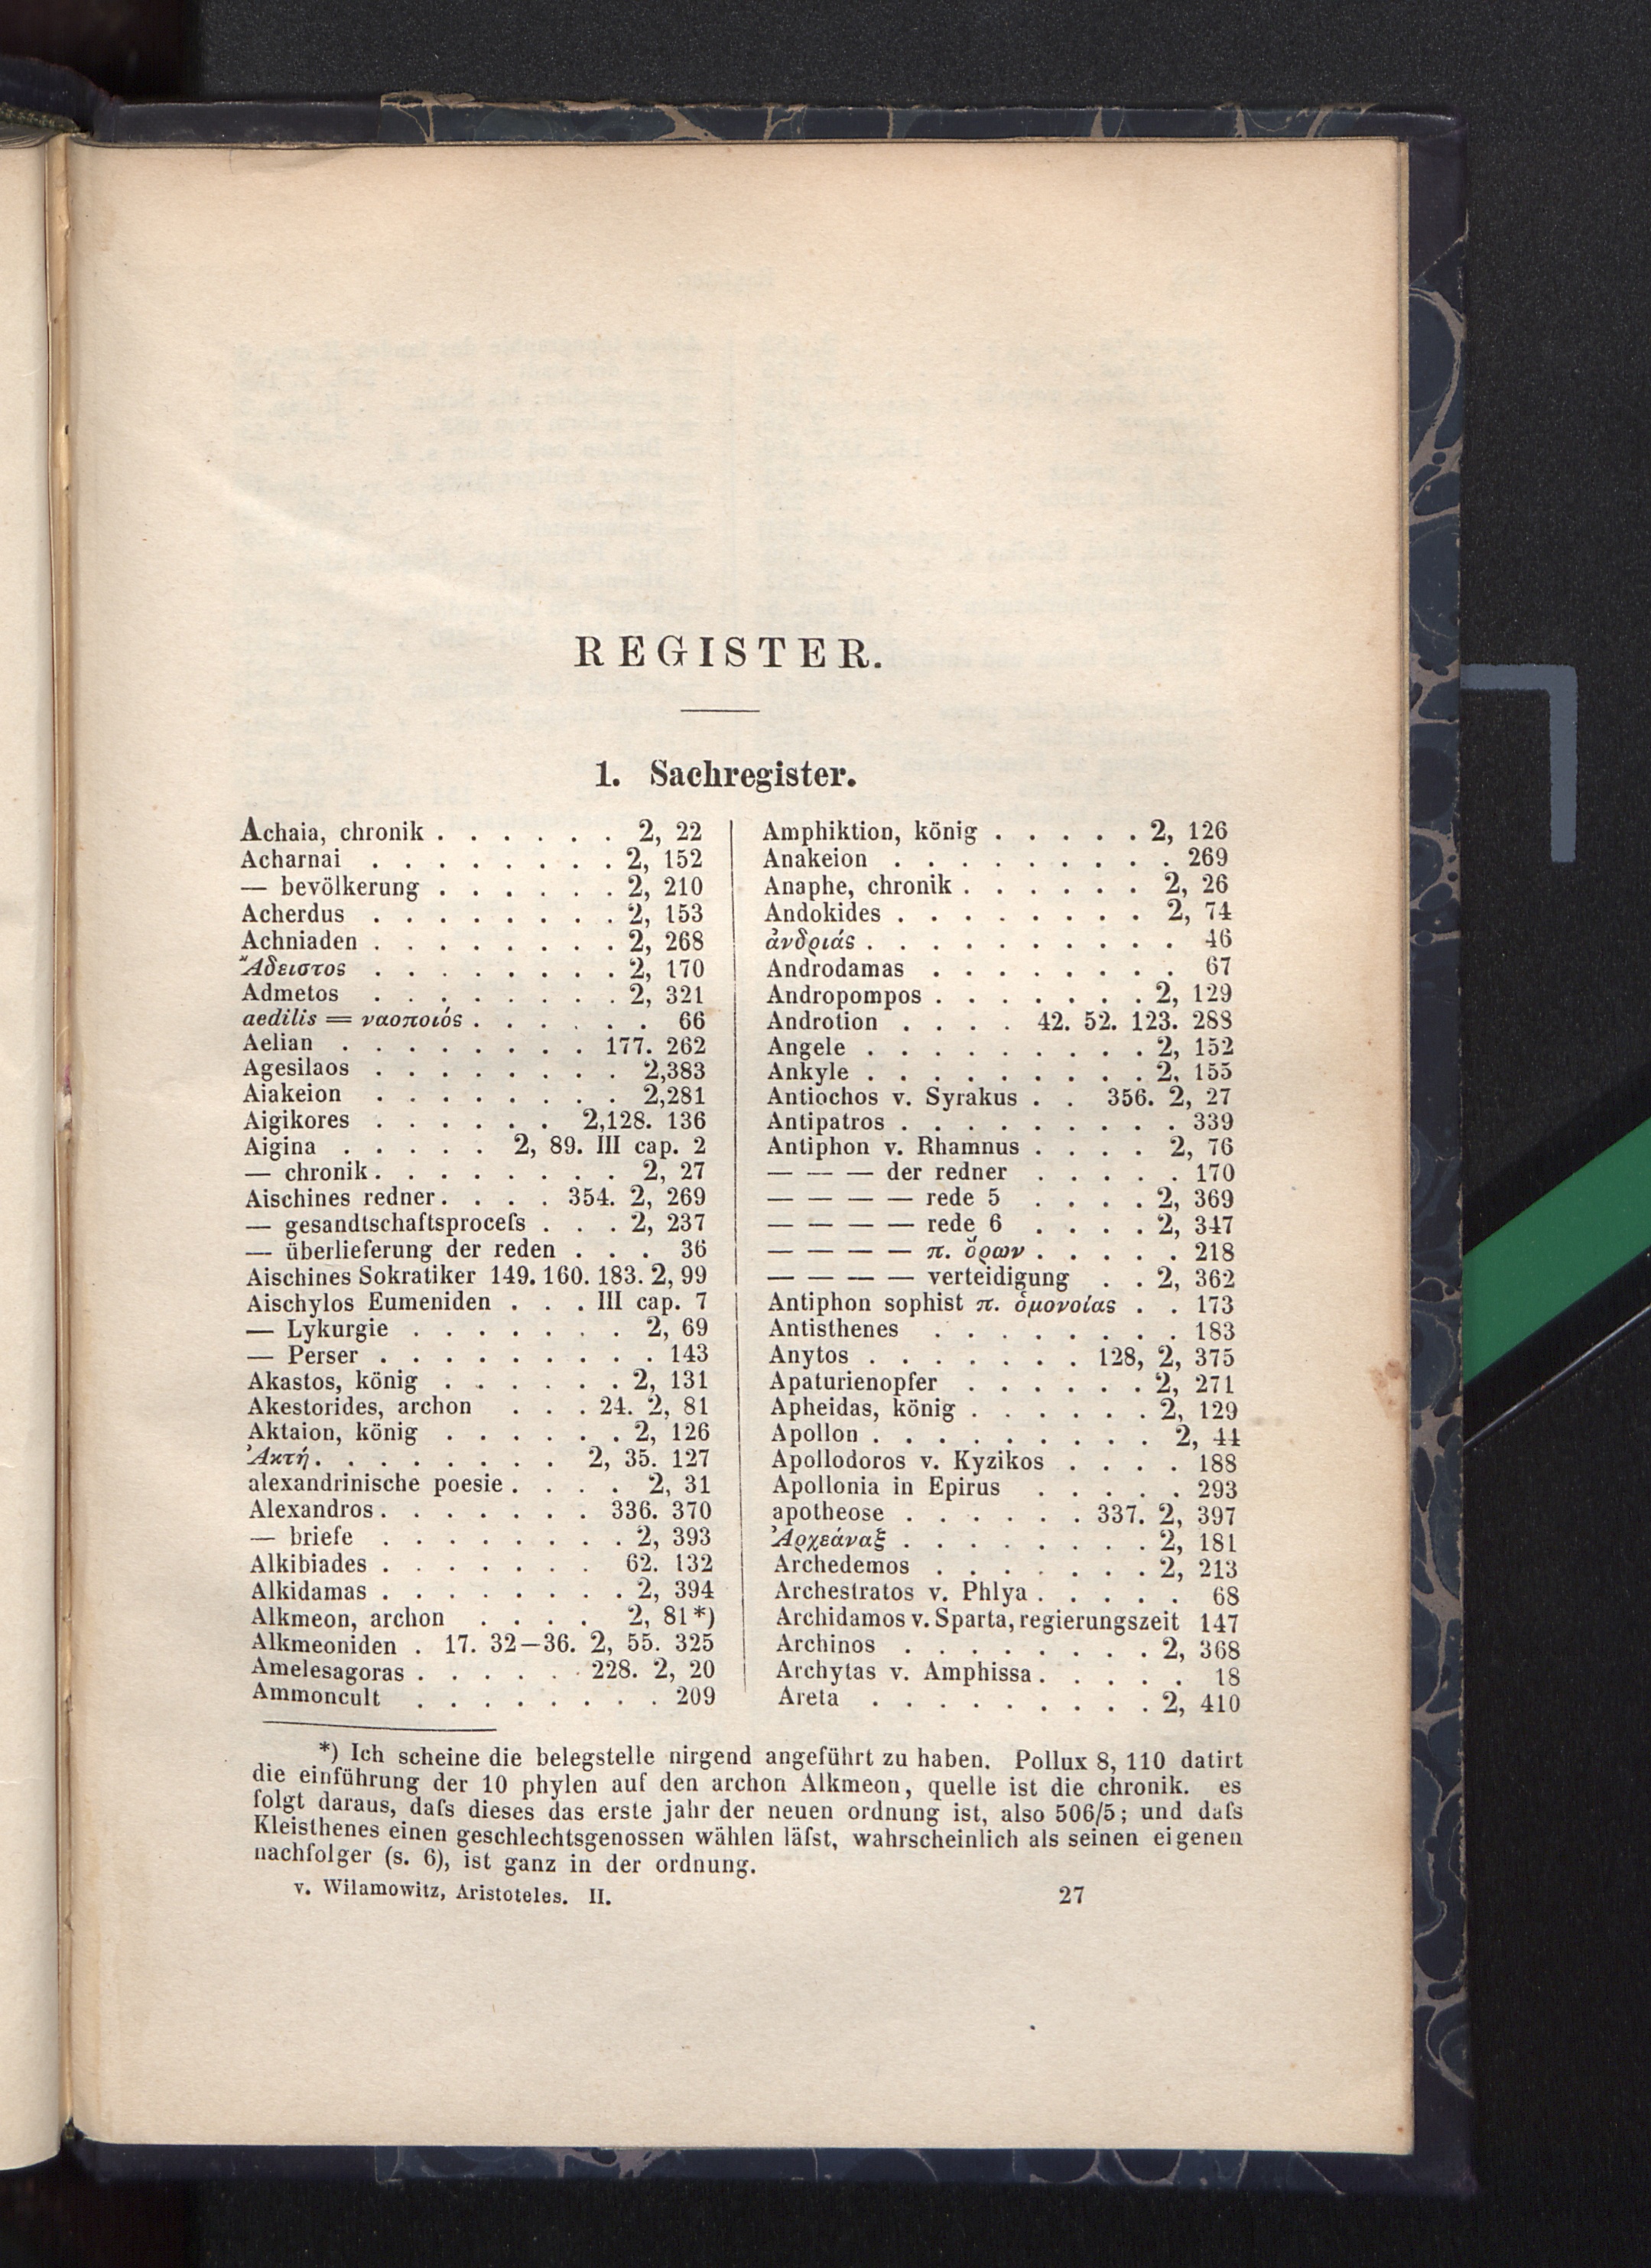 REGISTER.
1. Sachregister.
Achaia, chronik . . . . . . 2, 22
Acharnai . . . . . . . . 2, 152
— bevölkerung . . . . . . 2, 210
Acherdus . . . . . . . . 2, 153
Achniaden . . . . . . . . 2, 268
Ἄδειστος . . . . . . . . 2, 170
Admetos . . . . . . . . 2, 321
aedilis = ναοποιός . . . . . . 66
Aelian . . . . . . . . 177. 262
Agesilaos . . . . . . . . 2,383
Aiakeion . . . . . . . . 2,281
Aigikores . . . . . . 2,128. 136
Aigina . . . . . 2, 89. III cap. 2
— chronik . . . . . . . . 2, 27
Aischines redner . . . . 354. 2, 269
— gesandtschaftsproceſs . . . 2, 237
— überlieferung der reden . . . 36
Aischines Sokratiker 149. 160. 183. 2, 99
Aischylos Eumeniden . . . III cap. 7
— Lykurgie . . . . . . . 2, 69
— Perser . . . . . . . . . 143
Akastos, könig . . . . . . 2, 131
Akestorides, archon . . . 24. 2, 81
Aktaion, könig . . . . . . 2, 126
Ἀκτή . . . . . . . . 2, 35. 127
alexandrinische poesie . . . . 2, 31
Alexandros . . . . . . . 336. 370
— briefe . . . . . . . . 2, 393
Alkibiades . . . . . . . 62. 132
Alkidamas . . . . . . . . 2, 394
Alkmeon, archon . . . . 2, 81*)
Alkmeoniden . 17. 32—36. 2, 55. 325
Amelesagoras . . . . . . 228. 2, 20
Ammoncult . . . . . . . . 209
Amphiktion, könig . . . . . 2, 126
Anakeion . . . . . . . . . 269
Anaphe, chronik . . . . . . 2, 26
Andokides . . . . . . . . 2, 74
ἀνδριάς . . . . . . . . . . 46
Androdamas . . . . . . . . 67
Andropompos . . . . . . . 2, 129
Androtion . . . . 42. 52. 123. 288
Angele . . . . . . . . . 2, 152
Ankyle . . . . . . . . . 2, 155
Antiochos v. Syrakus . . 356. 2, 27
Antipatros . . . . . . . . . 339
Antiphon v. Rhamnus . . . . 2, 76
— — — der redner . . . . . 170
— — — — rede 5 . . . . 2, 369
— — — — rede 6 . . . . 2, 347
— — — — π. ὅρων . . . . . 218
— — — — verteidigung . . 2, 362
Antiphon sophist π. ὁμονοίας . . 173
Antisthenes . . . . . . . . 183
Anytos . . . . . . . 128, 2, 375
Apaturienopfer . . . . . . 2, 271
Apheidas, könig . . . . . . 2, 129
Apollon . . . . . . . . . 2, 44
Apollodoros v. Kyzikos . . . . 188
Apollonia in Epirus . . . . . 293
apotheose . . . . . . 337. 2, 397
Ἀρχεάναξ . . . . . . . . 2, 181
Archedemos . . . . . . . 2, 213
Archestratos v. Phlya . . . . . 68
Archidamos v. Sparta, regierungszeit 147
Archinos . . . . . . . . 2, 368
Archytas v. Amphissa . . . . . 18
Areta . . . . . . . . . 2, 410
*) Ich scheine die belegstelle nirgend angeführt zu haben. Pollux 8, 110 datirt
die einführung der 10 phylen auf den archon Alkmeon, quelle ist die chronik. es
folgt daraus, daſs dieses das erste jahr der neuen ordnung ist, also 506/5; und daſs
Kleisthenes einen geschlechtsgenossen wählen läſst, wahrscheinlich als seinen eigenen
nachfolger (s. 6), ist ganz in der ordnung.
v. Wilamowitz, Aristoteles. II. 27